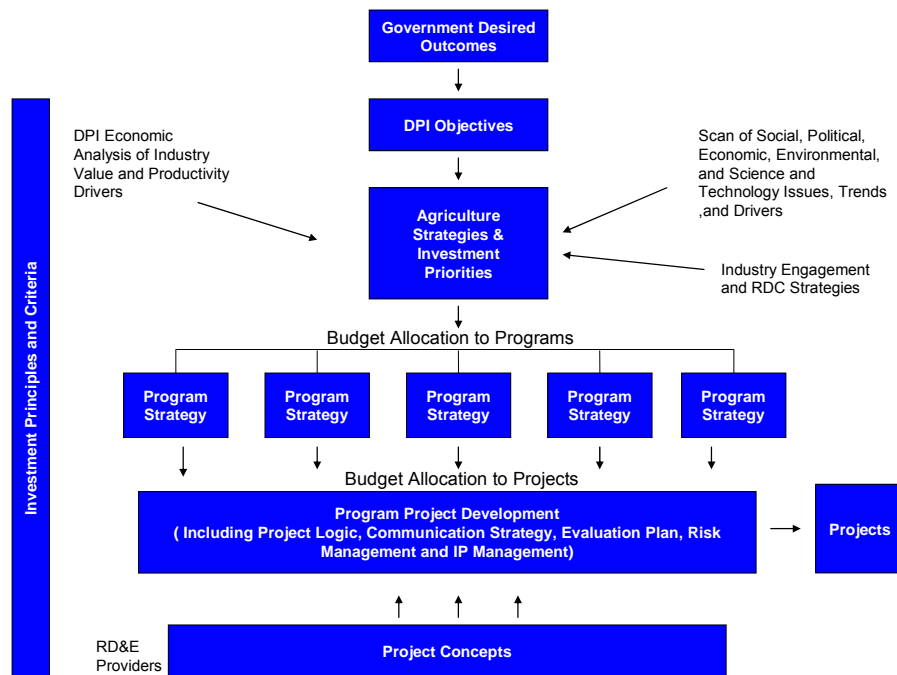 Government Desired
Outcomes
DPI Objectives
DPI Economic
Analysis of Industry
Value and Productivity
Drivers
Scan of Social, Political,
Economic, Environmental,
and Science and
Technology Issues, Trends
,and Drivers
Agriculture
Strategies &
Investment
Priorities
Industry Engagement
and RDC Strategies
Investment Principles and Criteria
Budget Allocation to Programs
Program
Strategy
Program
Strategy
Program
Strategy
Program
Strategy
Program
Strategy
Budget Allocation to Projects
Program Project Development
( Including Project Logic, Communication Strategy, Evaluation Plan, Risk
Management and IP Management)
Projects
RD&E
Providers
Project Concepts